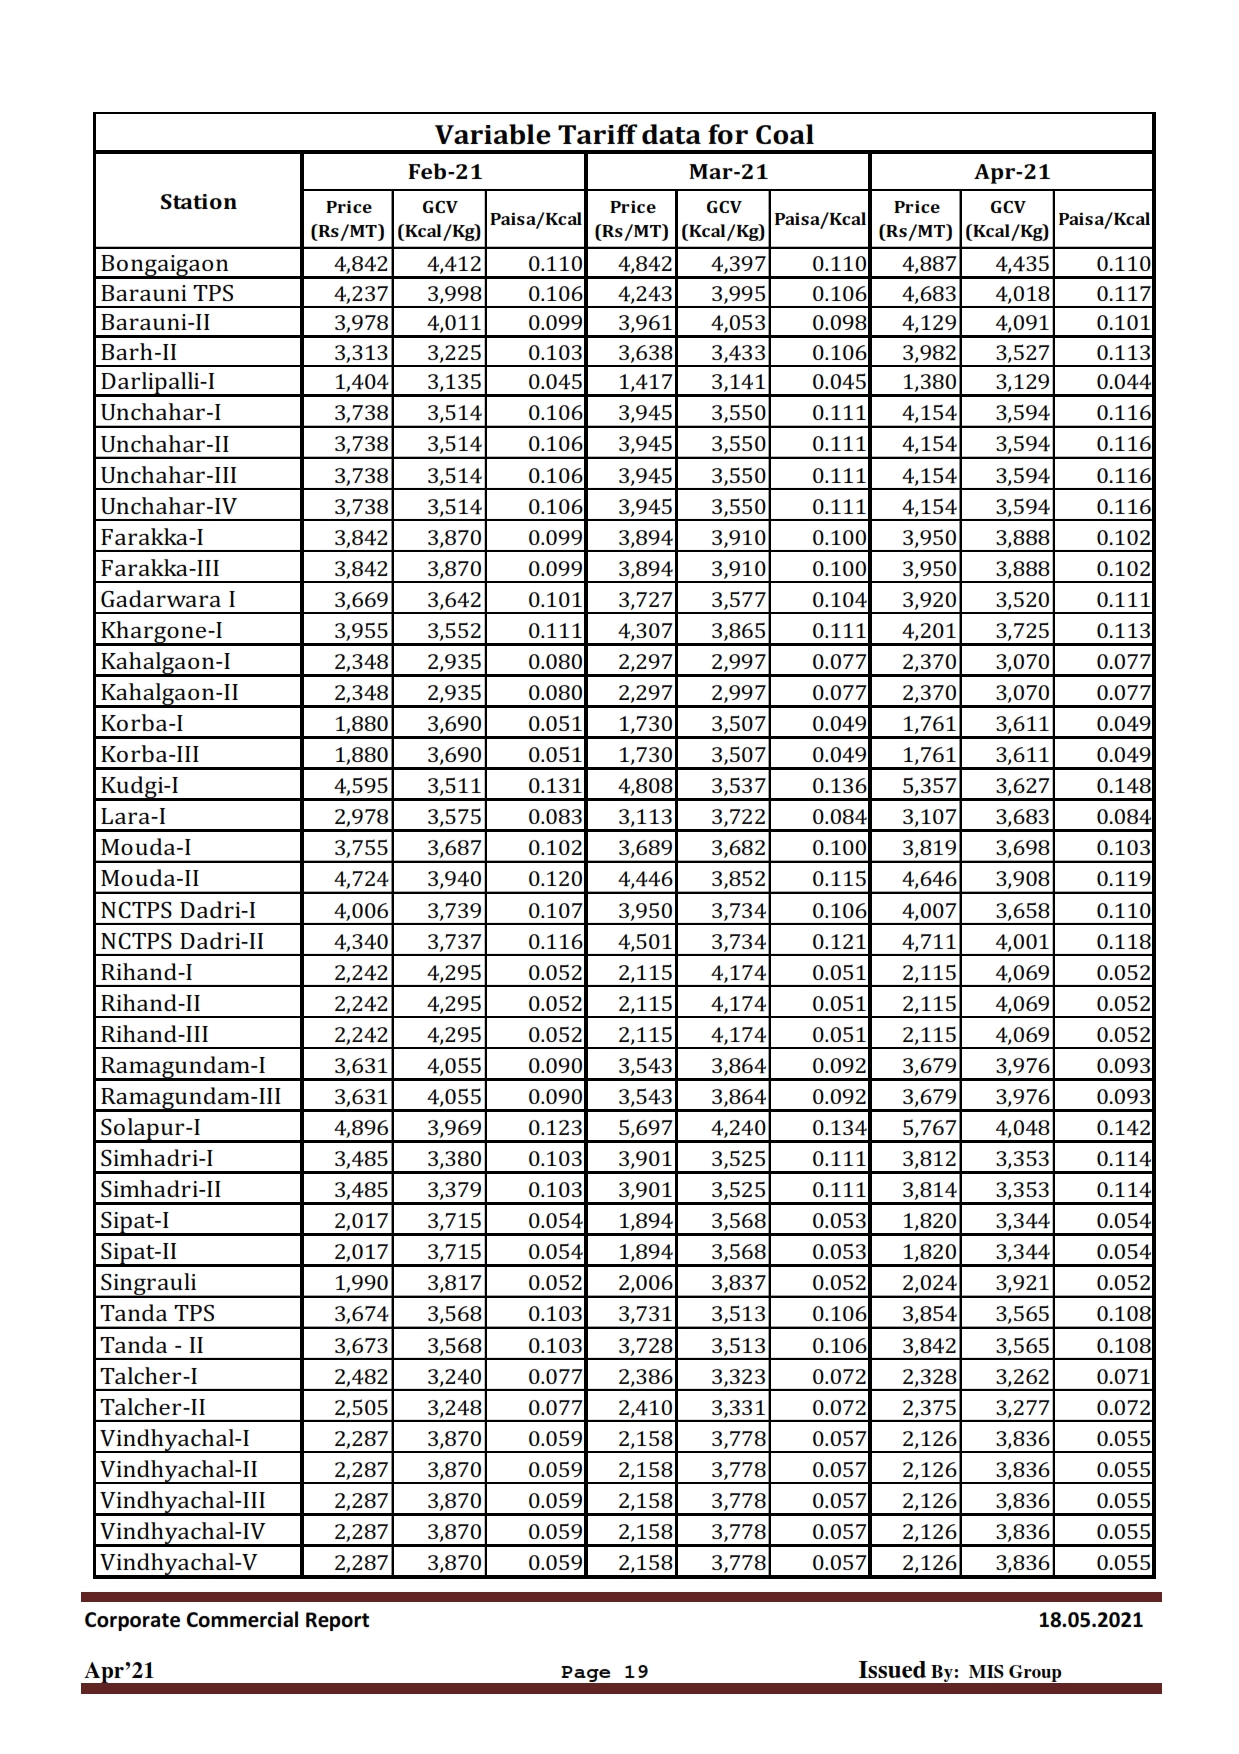 Variable Tariff data for Coal
Station Feb-21 Mar-21 Apr-21
Price (Rs/MT) GCV (Kcal/Kg) Paisa/Kcal Price (Rs/MT) GCV (Kcal/Kg) Paisa/Kcal Price (Rs/MT) GCV (Kcal/Kg) Paisa/Kcal
Bongaigaon 4,842 4,412 0.110 4,842 4,397 0.110 4,887 4,435 0.110
Barauni TPS 4,237 3,998 0.106 4,243 3,995 0.106 4,683 4,018 0.117
Barauni-II 3,978 4,011 0.099 3,961 4,053 0.098 4,129 4,091 0.101
Barh-II 3,313 3,225 0.103 3,638 3,433 0.106 3,982 3,527 0.113
Darlipalli-I 1,404 3,135 0.045 1,417 3,141 0.045 1,380 3,129 0.044
Unchahar-I 3,738 3,514 0.106 3,945 3,550 0.111 4,154 3,594 0.116
Unchahar-II 3,738 3,514 0.106 3,945 3,550 0.111 4,154 3,594 0.116
Unchahar-III 3,738 3,514 0.106 3,945 3,550 0.111 4,154 3,594 0.116
Unchahar-IV 3,738 3,514 0.106 3,945 3,550 0.111 4,154 3,594 0.116
Farakka-I 3,842 3,870 0.099 3,894 3,910 0.100 3,950 3,888 0.102
Farakka-III 3,842 3,870 0.099 3,894 3,910 0.100 3,950 3,888 0.102
Gadarwara I 3,669 3,642 0.101 3,727 3,577 0.104 3,920 3,520 0.111
Khargone-I 3,955 3,552 0.111 4,307 3,865 0.111 4,201 3,725 0.113
Kahalgaon-I 2,348 2,935 0.080 2,297 2,997 0.077 2,370 3,070 0.077
Kahalgaon-II 2,348 2,935 0.080 2,297 2,997 0.077 2,370 3,070 0.077
Korba-I 1,880 3,690 0.051 1,730 3,507 0.049 1,761 3,611 0.049
Korba-III 1,880 3,690 0.051 1,730 3,507 0.049 1,761 3,611 0.049
Kudgi-I 4,595 3,511 0.131 4,808 3,537 0.136 5,357 3,627 0.148
Lara-I 2,978 3,575 0.083 3,113 3,722 0.084 3,107 3,683 0.084
Mouda-I 3,755 3,687 0.102 3,689 3,682 0.100 3,819 3,698 0.103
Mouda-II 4,724 3,940 0.120 4,446 3,852 0.115 4,646 3,908 0.119
NCTPS Dadri-I 4,006 3,739 0.107 3,950 3,734 0.106 4,007 3,658 0.110
NCTPS Dadri-II 4,340 3,737 0.116 4,501 3,734 0.121 4,711 4,001 0.118
Rihand-I 2,242 4,295 0.052 2,115 4,174 0.051 2,115 4,069 0.052
Rihand-II 2,242 4,295 0.052 2,115 4,174 0.051 2,115 4,069 0.052
Rihand-III 2,242 4,295 0.052 2,115 4,174 0.051 2,115 4,069 0.052
Ramagundam-I 3,631 4,055 0.090 3,543 3,864 0.092 3,679 3,976 0.093
Ramagundam-III 3,631 4,055 0.090 3,543 3,864 0.092 3,679 3,976 0.093
Solapur-I 4,896 3,969 0.123 5,697 4,240 0.134 5,767 4,048 0.142
Simhadri-I 3,485 3,380 0.103 3,901 3,525 0.111 3,812 3,353 0.114
Simhadri-II 3,485 3,379 0.103 3,901 3,525 0.111 3,814 3,353 0.114
Sipat-I 2,017 3,715 0.054 1,894 3,568 0.053 1,820 3,344 0.054
Sipat-II 2,017 3,715 0.054 1,894 3,568 0.053 1,820 3,344 0.054
Singrauli 1,990 3,817 0.052 2,006 3,837 0.052 2,024 3,921 0.052
Tanda TPS 3,674 3,568 0.103 3,731 3,513 0.106 3,854 3,565 0.108
Tanda - II 3,673 3,568 0.103 3,728 3,513 0.106 3,842 3,565 0.108
Talcher-I 2,482 3,240 0.077 2,386 3,323 0.072 2,328 3,262 0.071
Talcher-II 2,505 3,248 0.077 2,410 3,331 0.072 2,375 3,277 0.072
Vindhyachal-I 2,287 3,870 0.059 2,158 3,778 0.057 2,126 3,836 0.055
Vindhyachal-II 2,287 3,870 0.059 2,158 3,778 0.057 2,126 3,836 0.055
Vindhyachal-III 2,287 3,870 0.059 2,158 3,778 0.057 2,126 3,836 0.055
Vindhyachal-IV 2,287 3,870 0.059 2,158 3,778 0.057 2,126 3,836 0.055
Vindhyachal-V 2,287 3,870 0.059 2,158 3,778 0.057 2,126 3,836 0.055
Corporate Commercial Report 18.05.2021
Apr’21 Page 19 Issued By: MIS Group